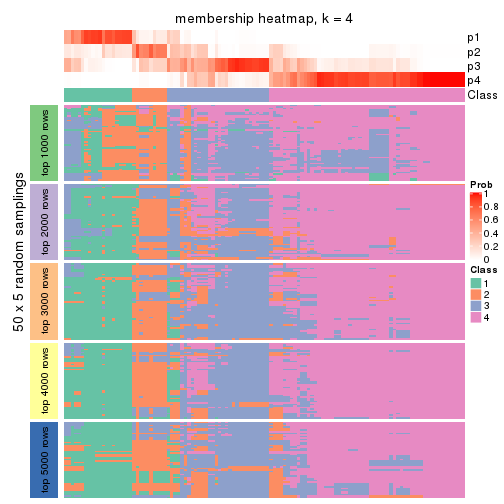 membership heatmap, k = 4
p1
p2
p3
p4
Class
50 x 5 random samplings
top 1000 rows
top 2000 rows
top 3000 rows
top 4000 rows
top 5000 rows
Prob
1
0.8
0.6
0.4
0.2
0
Class
1
2
3
4